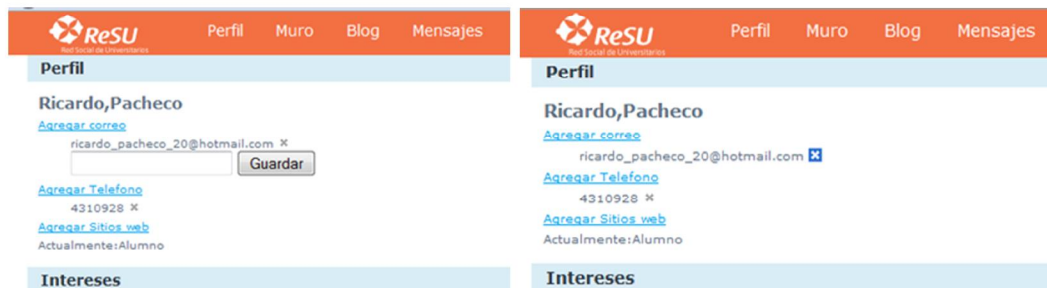 ReSU Perfil Muro Blog Mensajes
Red Social de Universitarios
Perfil
Ricardo,Pacheco
Agregar correo
ricardo_pacheco_20@hotmail.com ×
Guardar
Agregar Telefono
4310928 ×
Agregar Sitios web
Actualmente:Alumno
Intereses
ReSU Perfil Muro Blog Mensajes
Red Social de Universitarios
Perfil
Ricardo,Pacheco
Agregar correo
ricardo_pacheco_20@hotmail.com ×
Agregar Telefono
4310928 ×
Agregar Sitios web
Actualmente:Alumno
Intereses